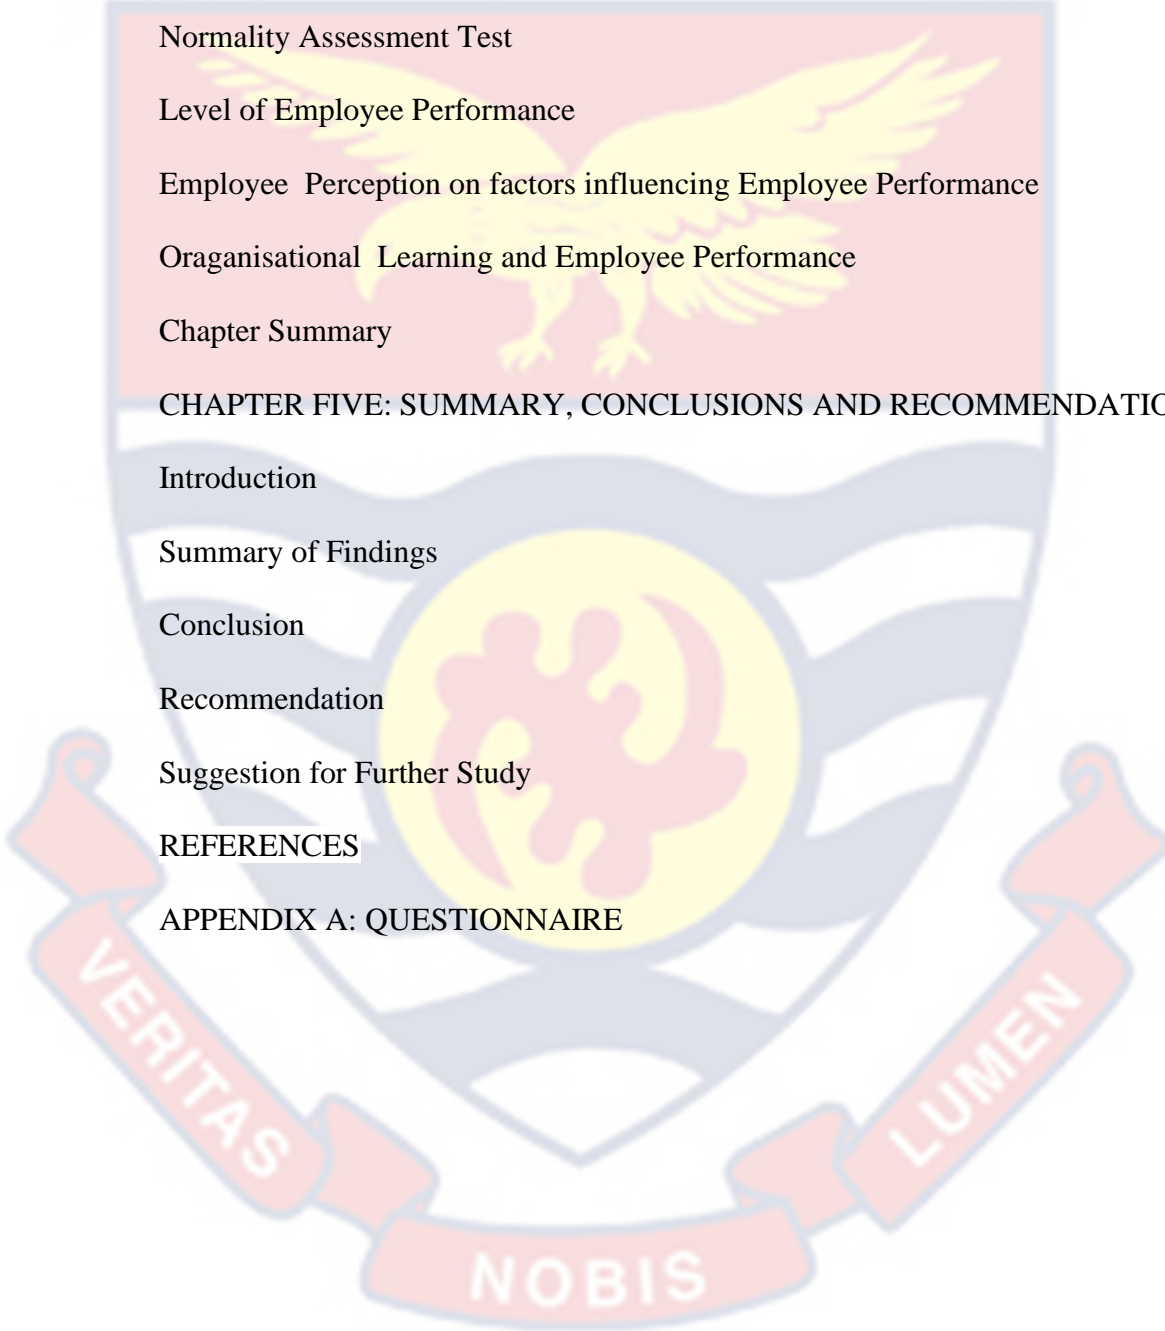 Normality Assessment Test
Level of Employee Performance
Employee  Perception on factors influencing Employee Performance
Oraganisational  Learning and Employee Performance
Chapter Summary
CHAPTER FIVE: SUMMARY, CONCLUSIONS AND RECOMMENDATIO
Introduction
Summary of Findings
Conclusion
Recommendation
Suggestion for Further Study
REFERENCES
APPENDIX A: QUESTIONNAIRE
VERITAS
NOBIS
LUMEN